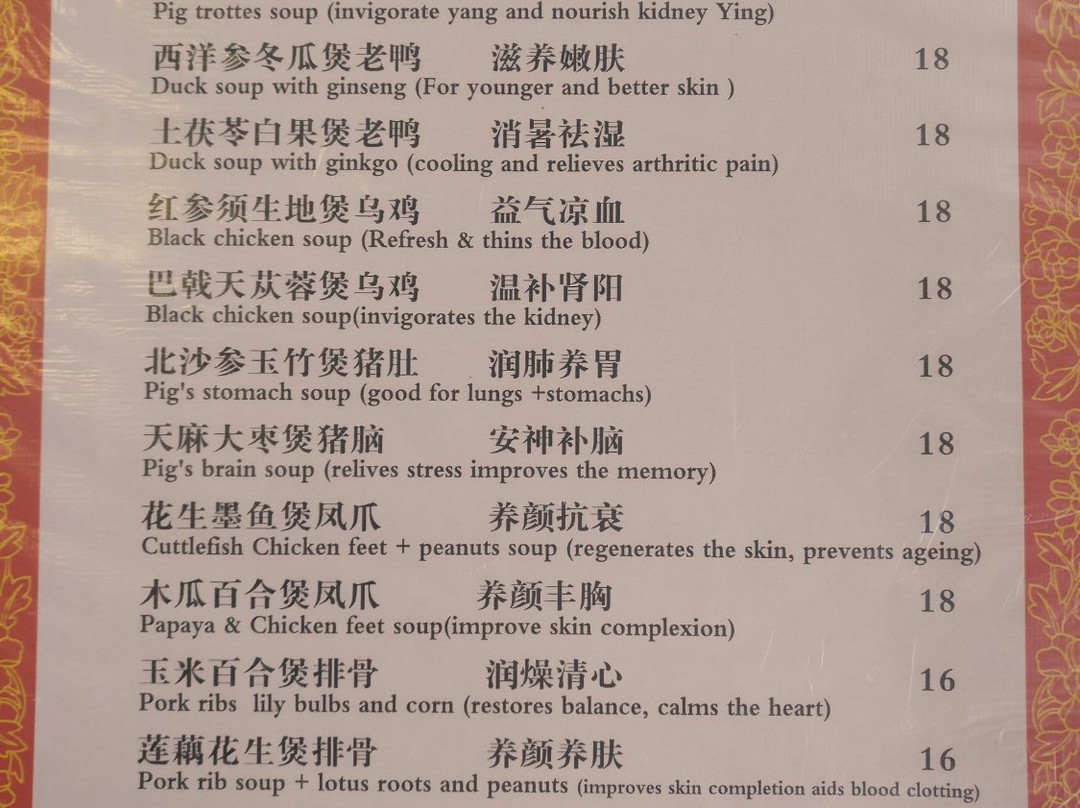 Pig trottes soup (invigorate yang and nourish kidney Ying)
西洋参冬瓜煲老鸭 滋养嫩肤 18
Duck soup with ginseng (For younger and better skin )
土茯苓白果煲老鸭 消暑祛湿 18
Duck soup with ginkgo (cooling and relieves arthritic pain)
红参须生地煲乌鸡 益气凉血 18
Black chicken soup (Refresh & thins the blood)
巴戟天苁蓉煲乌鸡 温补肾阳 18
Black chicken soup(invigorates the kidney)
北沙参玉竹煲猪肚 润肺养胃 18
Pig's stomach soup (good for lungs +stomachs)
天麻大枣煲猪脑 安神补脑 18
Pig's brain soup (relives stress improves the memory)
花生墨鱼煲凤爪 养颜抗衰 18
Cuttlefish Chicken feet + peanuts soup (regenerates the skin, prevents ageing)
木瓜百合煲凤爪 养颜丰胸 18
Papaya & Chicken feet soup(improve skin complexion)
玉米百合煲排骨 润燥清心 16
Pork ribs lily bulbs and corn (restores balance, calms the heart)
莲藕花生煲排骨 养颜养肤 16
Pork rib soup + lotus roots and peanuts (improves skin completion aids blood clotting)